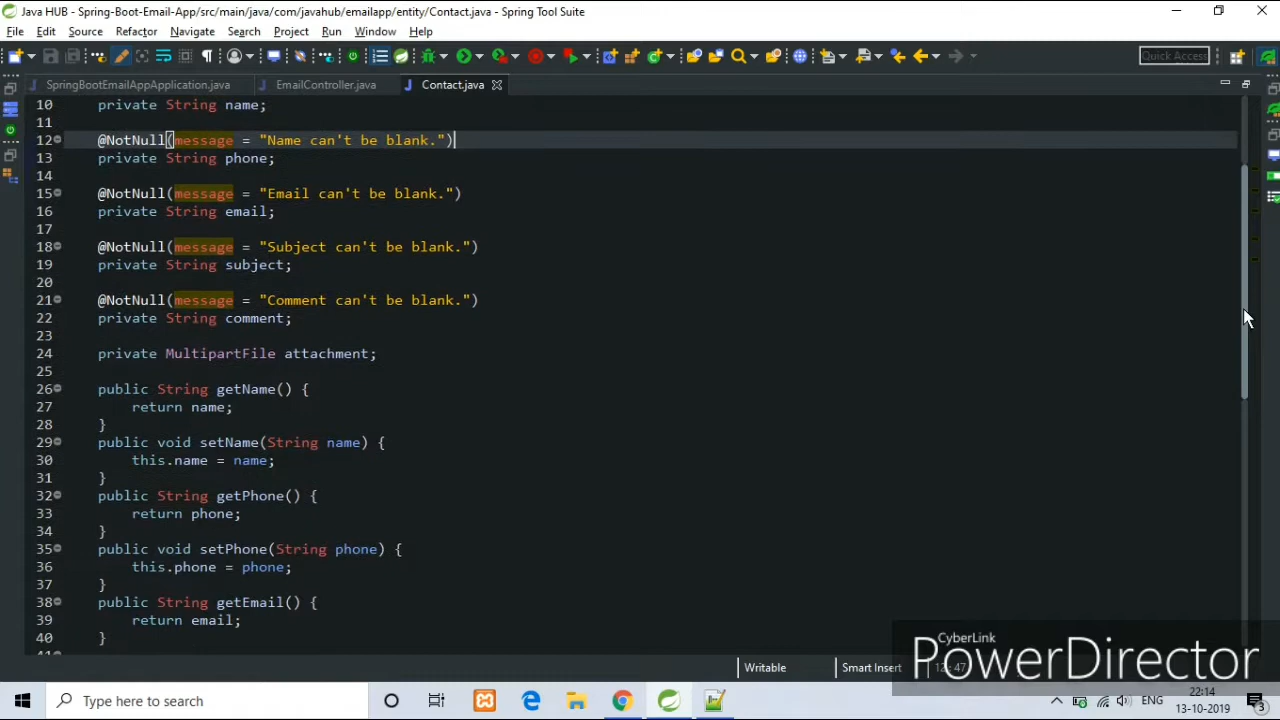 Java HUB - Spring-Boot-Email-App/src/main/java/com/javahub/emailapp/entity/Contact.java - Spring Tool Suite
File Edit Source Refactor Navigate Search Project Run Window Help
Quick Access
SpringBootEmailAppApplication.java EmailController.java Contact.java
10 private String name;
11
12 @NotNull(message = "Name can't be blank.")
13 private String phone;
14
15 @NotNull(message = "Email can't be blank.")
16 private String email;
17
18 @NotNull(message = "Subject can't be blank.")
19 private String subject;
20
21 @NotNull(message = "Comment can't be blank.")
22 private String comment;
23
24 private MultipartFile attachment;
25
26 public String getName() {
27 return name;
28 }
29 public void setName(String name) {
30 this.name = name;
31 }
32 public String getPhone() {
33 return phone;
34 }
35 public void setPhone(String phone) {
36 this.phone = phone;
37 }
38 public String getEmail() {
39 return email;
40 }
CyberLink
PowerDirector
Writable Smart Insert 12 : 47
Type here to search
ENG
22:14
13-10-2019
3